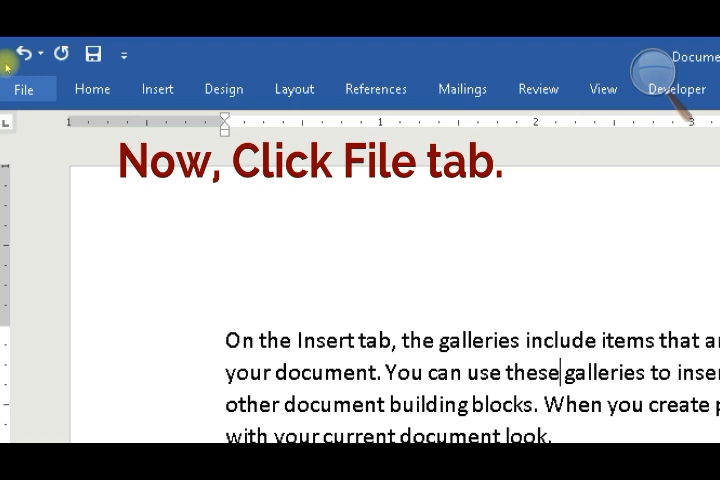 Docume
File Home Insert Design Layout References Mailings Review View Developer
1 1 2 3
Now, Click File tab.
On the Insert tab, the galleries include items that ar
your document. You can use these galleries to inser
other document building blocks. When you create p
with your current document look.